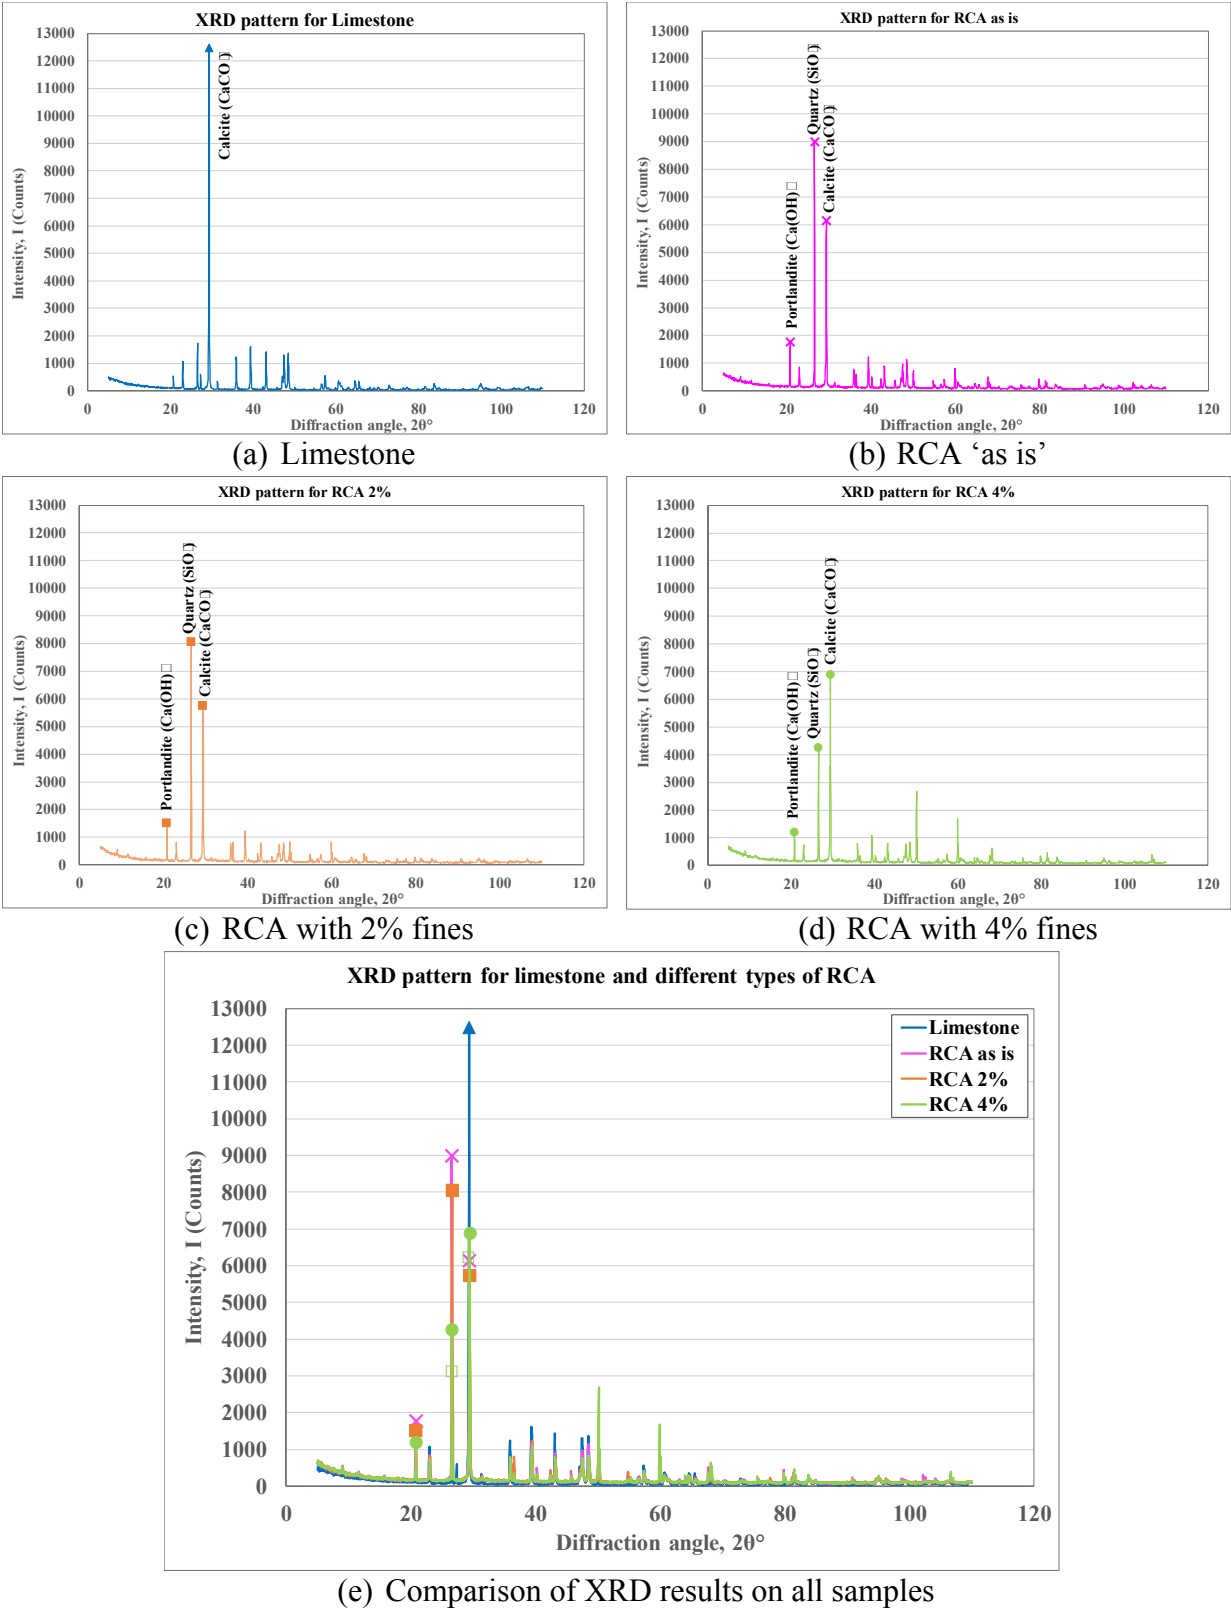 XRD pattern for Limestone
13000
12000
11000
10000
9000
8000
7000
6000
5000
4000
3000
2000
1000
0
Intensity, I (Counts)
Calcite (CaCO□)
0 20 40 60 80 100 120
Diffraction angle, 2θ°
(a) Limestone
XRD pattern for RCA as is
13000
12000
11000
10000
9000
8000
7000
6000
5000
4000
3000
2000
1000
0
Intensity, I (Counts)
Portlandite (Ca(OH)□
Quartz (SiO□)
Calcite (CaCO□)
0 20 40 60 80 100 120
Diffraction angle, 2θ°
(b) RCA ‘as is’
XRD pattern for RCA 2%
13000
12000
11000
10000
9000
8000
7000
6000
5000
4000
3000
2000
1000
0
Intensity, I (Counts)
Portlandite (Ca(OH)□
Quartz (SiO□)
Calcite (CaCO□)
0 20 40 60 80 100 120
Diffraction angle, 2θ°
(c) RCA with 2% fines
XRD pattern for RCA 4%
13000
12000
11000
10000
9000
8000
7000
6000
5000
4000
3000
2000
1000
0
Intensity, I (Counts)
Portlandite (Ca(OH)□
Quartz (SiO□)
Calcite (CaCO□)
0 20 40 60 80 100 120
Diffraction angle, 2θ°
(d) RCA with 4% fines
XRD pattern for limestone and different types of RCA
13000
12000
11000
10000
9000
8000
7000
6000
5000
4000
3000
2000
1000
0
Intensity, I (Counts)
Limestone
RCA as is
RCA 2%
RCA 4%
0 20 40 60 80 100 120
Diffraction angle, 2θ°
(e) Comparison of XRD results on all samples